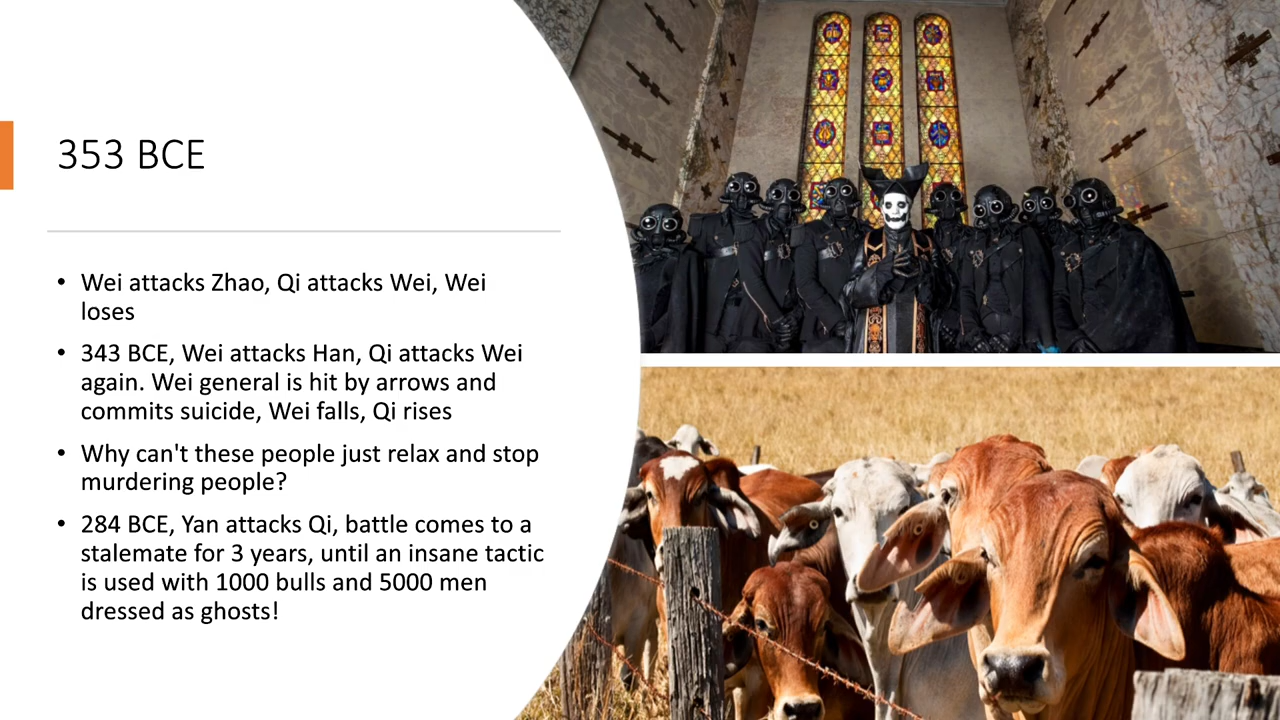 353 BCE
• Wei attacks Zhao, Qi attacks Wei, Wei
loses
• 343 BCE, Wei attacks Han, Qi attacks Wei
again. Wei general is hit by arrows and
commits suicide, Wei falls, Qi rises
• Why can't these people just relax and stop
murdering people?
• 284 BCE, Yan attacks Qi, battle comes to a
stalemate for 3 years, until an insane tactic
is used with 1000 bulls and 5000 men
dressed as ghosts!